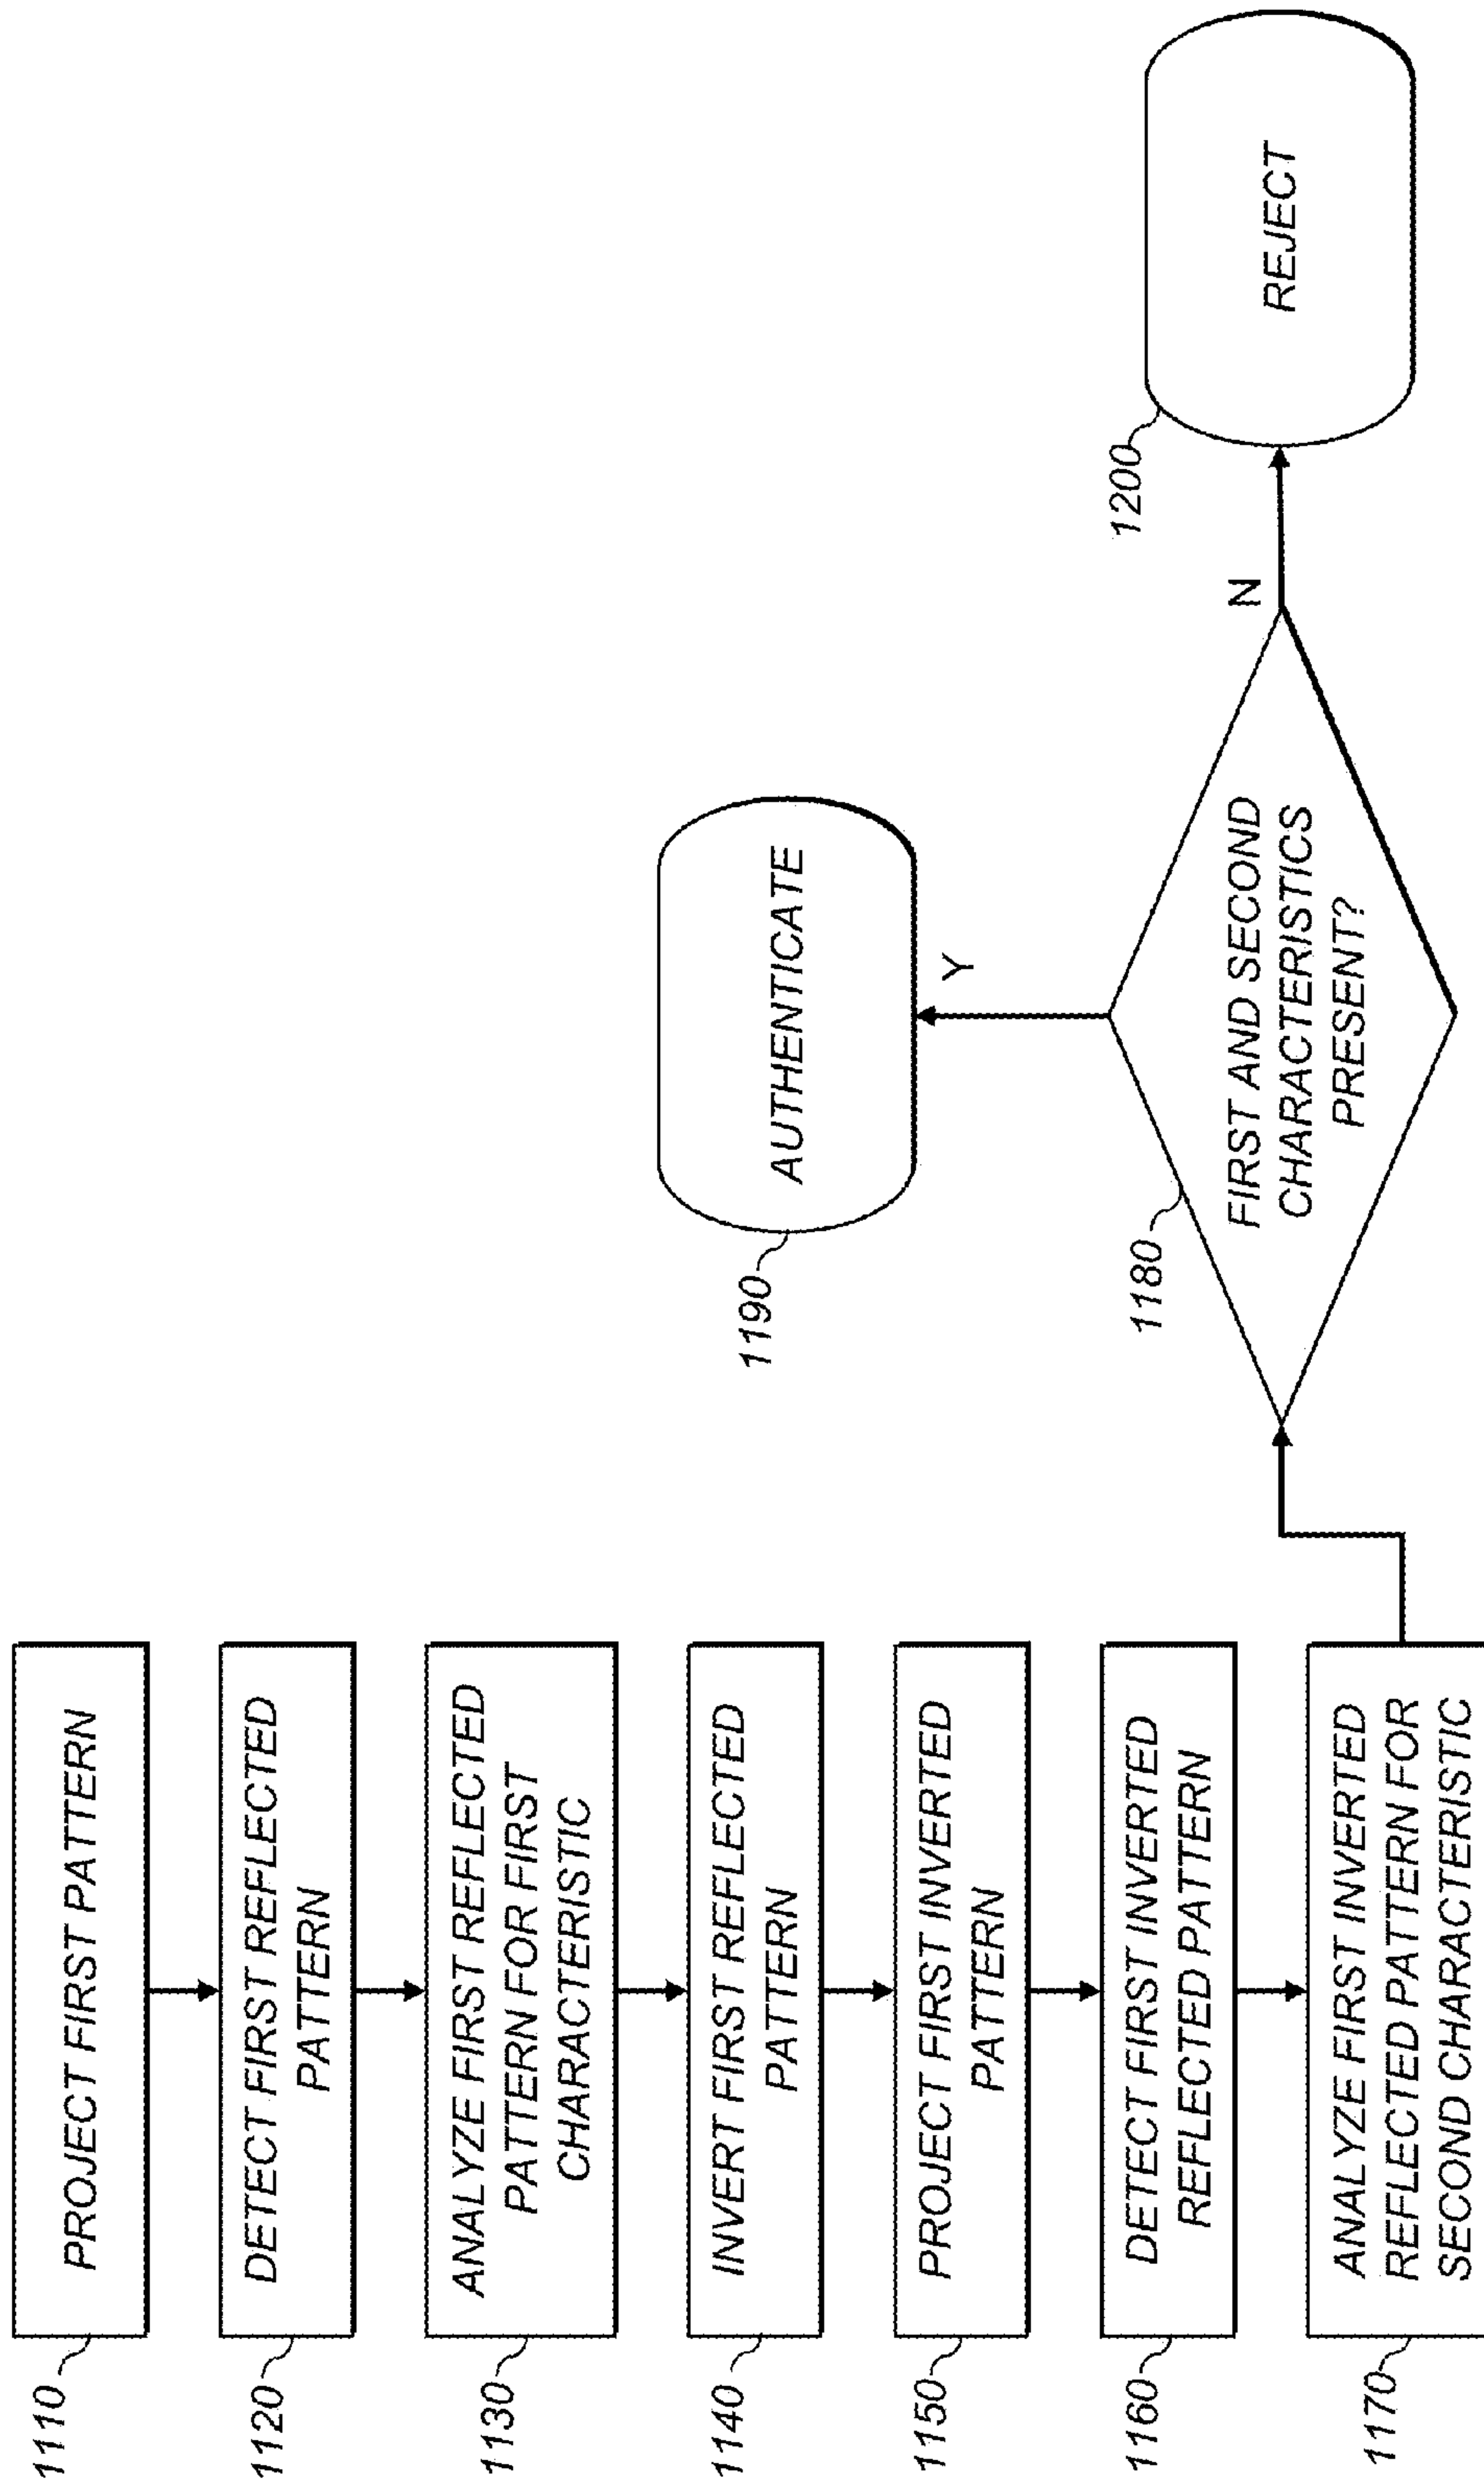 1110
PROJECT FIRST PATTERN
1120
DETECT FIRST REFLECTED
PATTERN
1130
ANALYZE FIRST REFLECTED
PATTERN FOR FIRST
CHARACTERISTIC
1140
INVERT FIRST REFLECTED
PATTERN
1150
PROJECT FIRST INVERTED
PATTERN
1160
DETECT FIRST INVERTED
REFLECTED PATTERN
1170
ANALYZE FIRST INVERTED
REFLECTED PATTERN FOR
SECOND CHARACTERISTIC
1180
FIRST AND SECOND
CHARACTERISTICS
PRESENT?
Y
1190
AUTHENTICATE
N
1200
REJECT